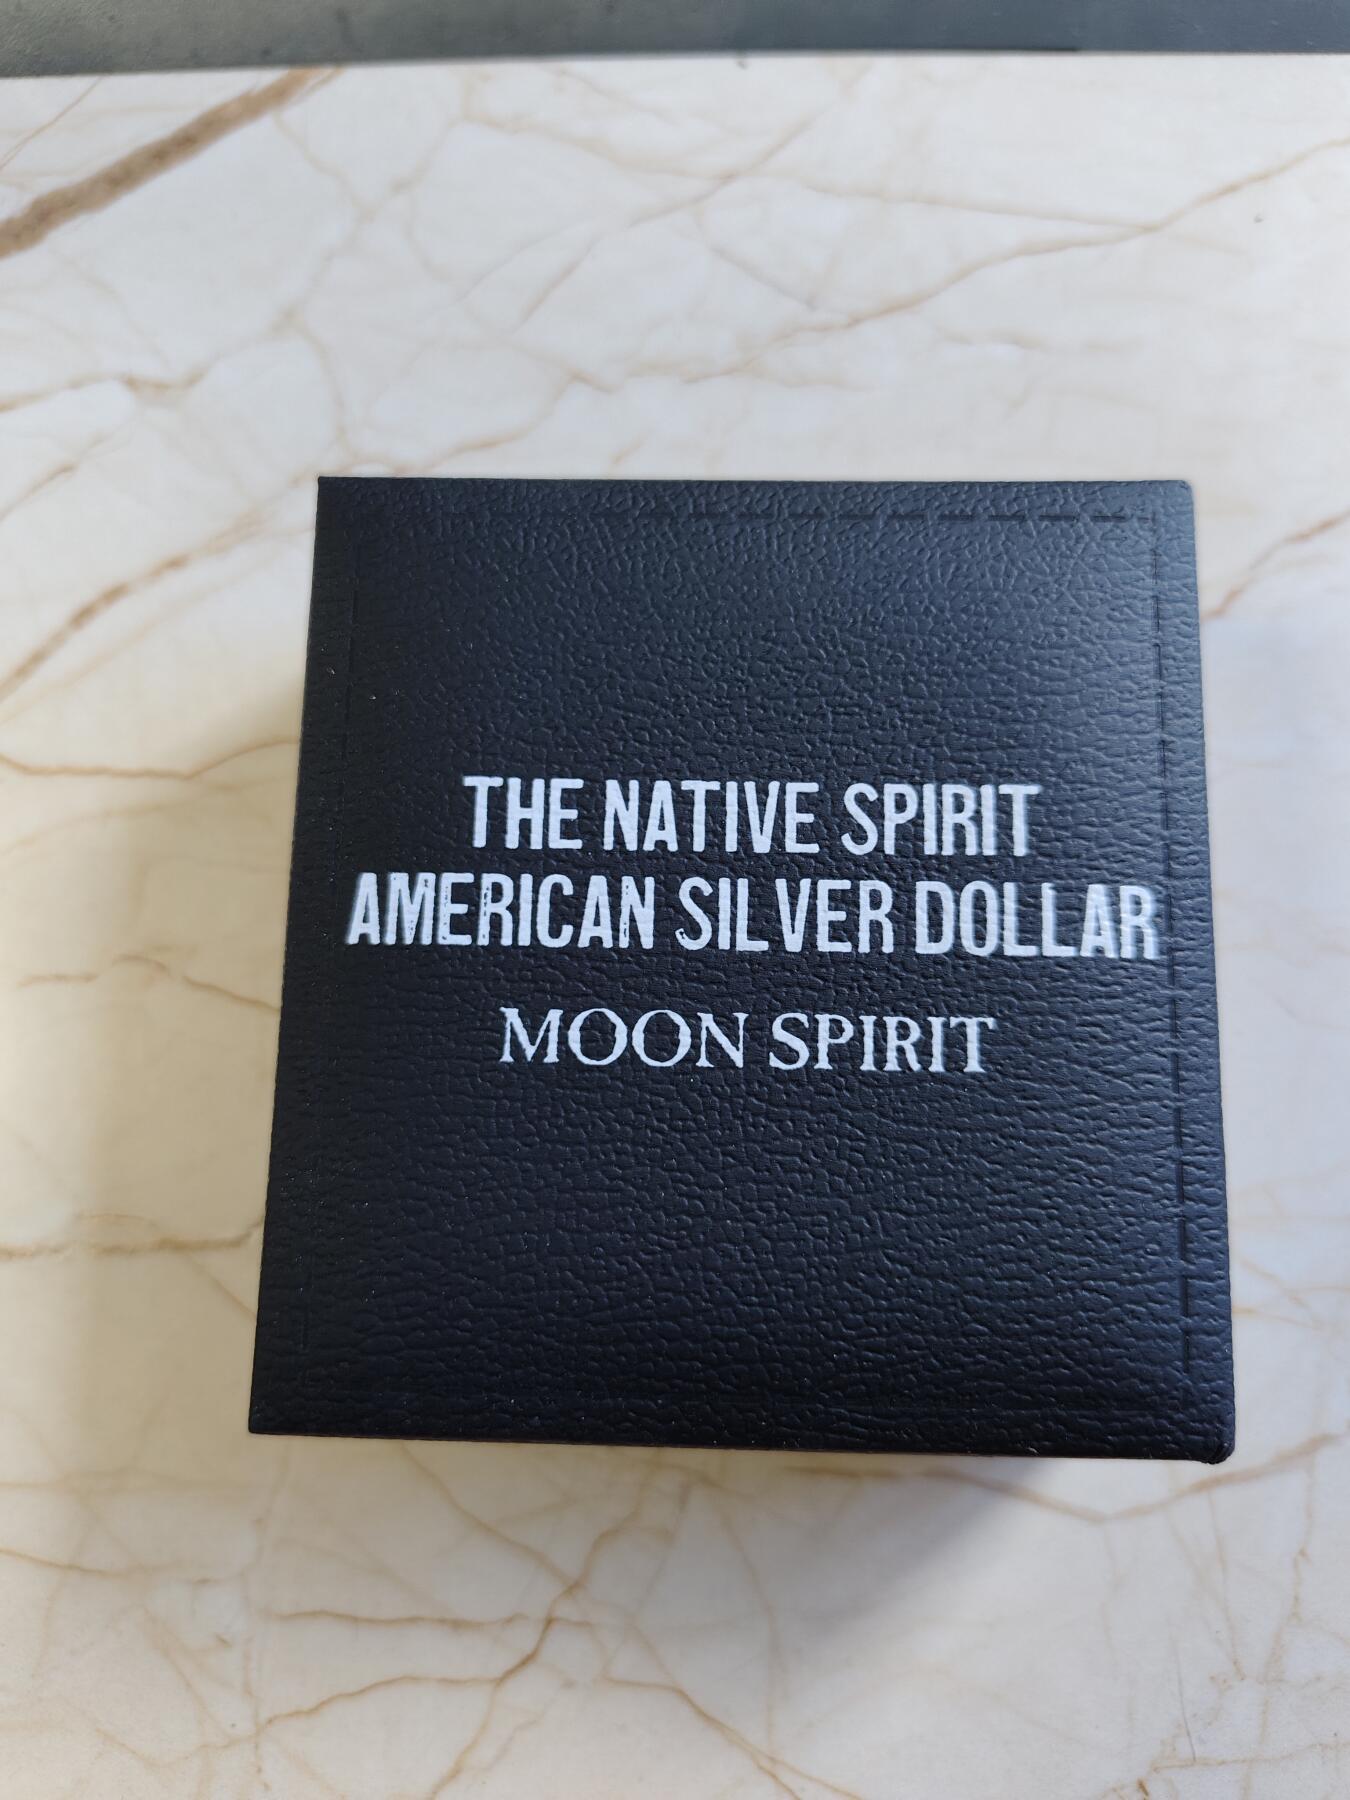 THE NATIVE SPIRIT
AMERICAN SILVER DOLLAR
MOON SPIRIT